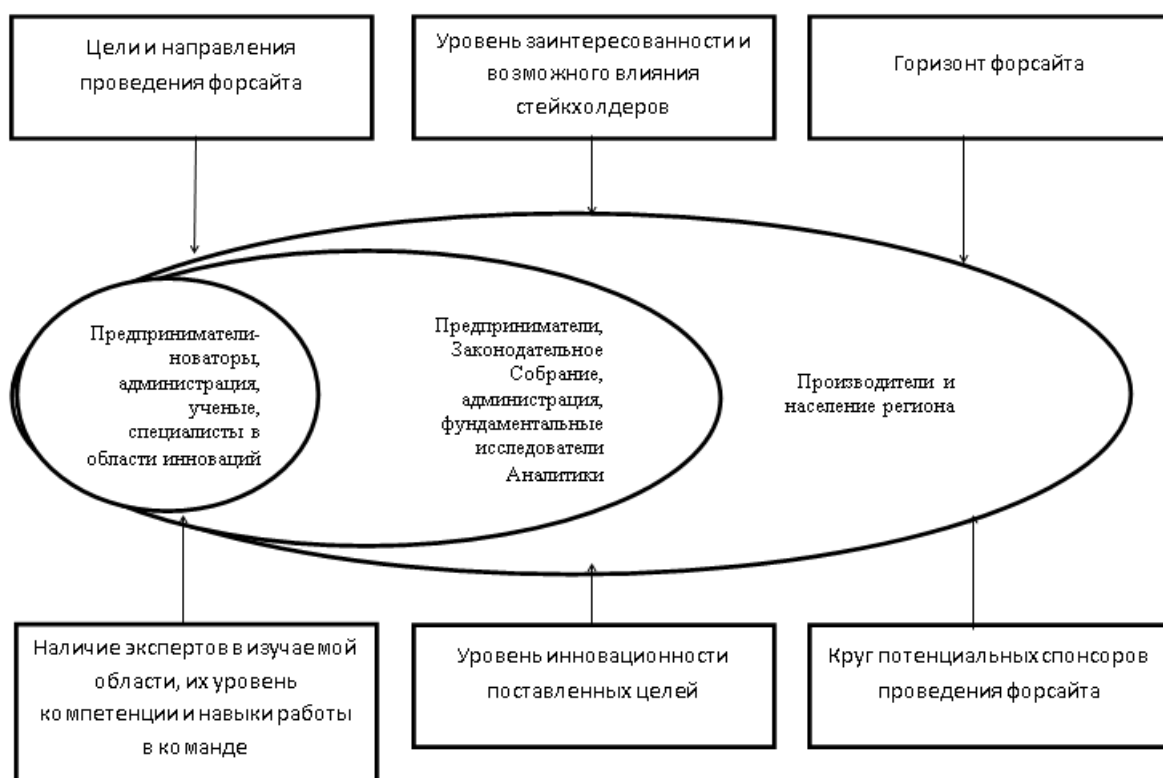 Цели и направления
проведения форсайта
Уровень заинтересованности и
возможного влияния
стейкхолдеров
Горизонт форсайта
Предприниматели-
новаторы,
администрация,
ученые,
специалисты в
области инноваций
Предприниматели,
Законодательное
Собрание,
администрация,
фундаментальные
исследователи
Аналитики
Производители и
население региона
Наличие экспертов в изучаемой
области, их уровень
компетенции и навыки работы
в команде
Уровень инновационности
поставленных целей
Круг потенциальных спонсоров
проведения форсайта